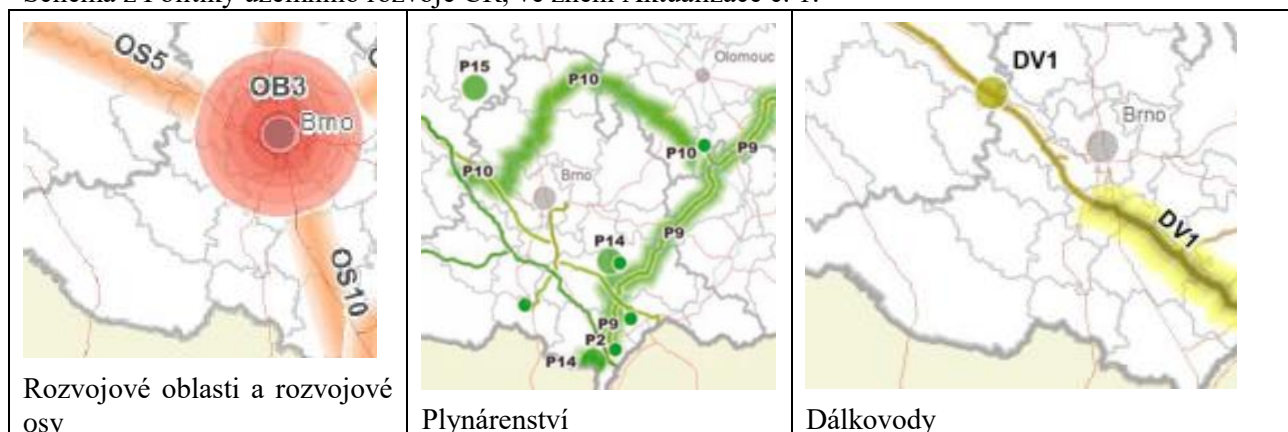 Schéma z Politiky územního rozvoje ČR, ve znění Aktualizace č. 1:
OS5
OB3
Brno
OS10
Rozvojové oblasti a rozvojové
osy
P15
P10
Olomouc
P10
P10
P9
Brno
P14
P9
P9
P2
P14
Plynárenství
DV1
Brno
DV1
Dálkovody